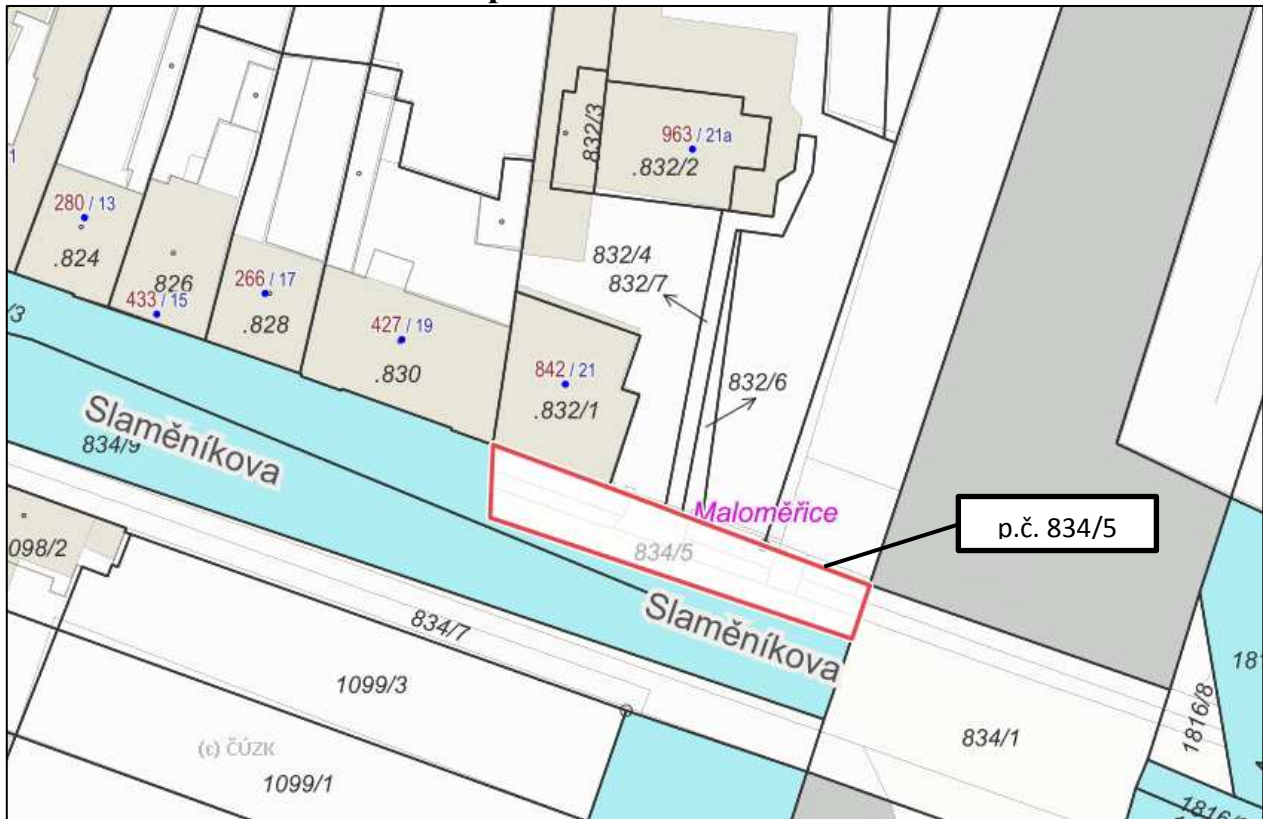 963 / 21a
832/3
.832/2
280 / 13
.824
826
433 / 15
266 / 17
.828
427 / 19
.830
832/4
832/7
842 / 21
.832/1
832/6
Slaměníkova
834/9
Maloměřice
p.č. 834/5
834/5
Slaměníkova
098/2
834/7
1099/3
(c) ČÚZK
1099/1
834/1
1816/8
181
1816/